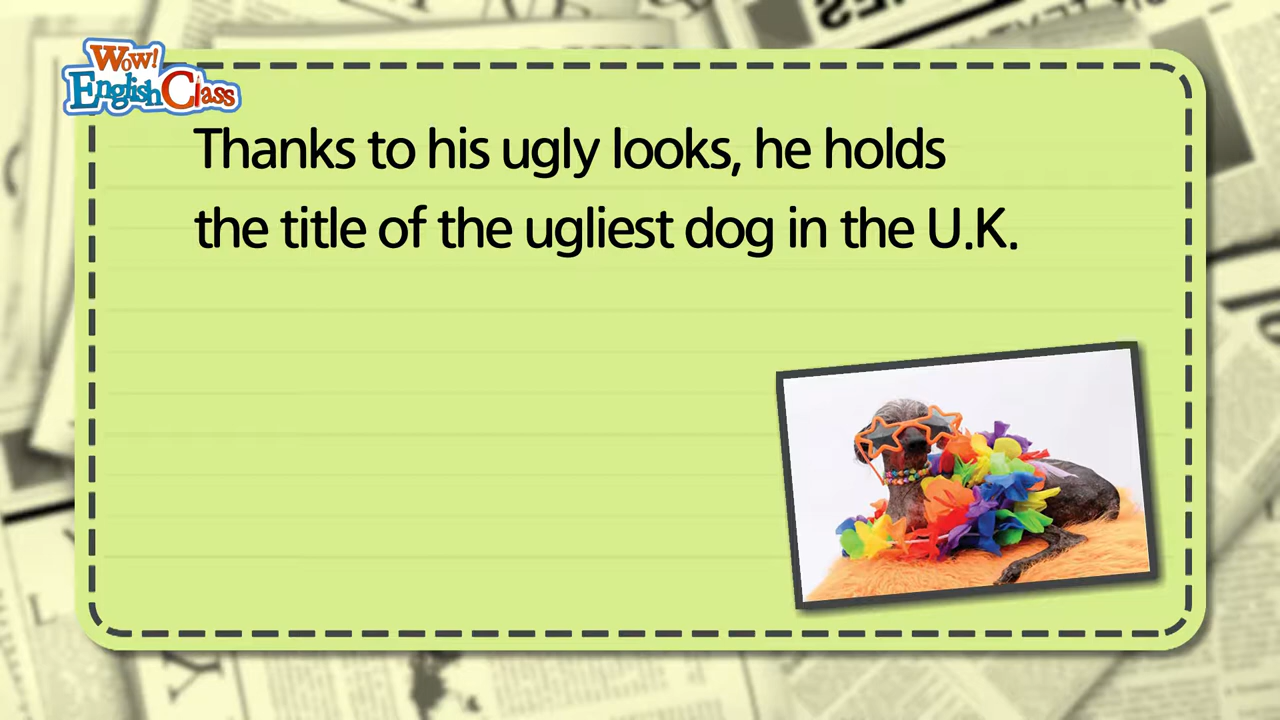 Wow!
English Class
Thanks to his ugly looks, he holds
the title of the ugliest dog in the U.K.